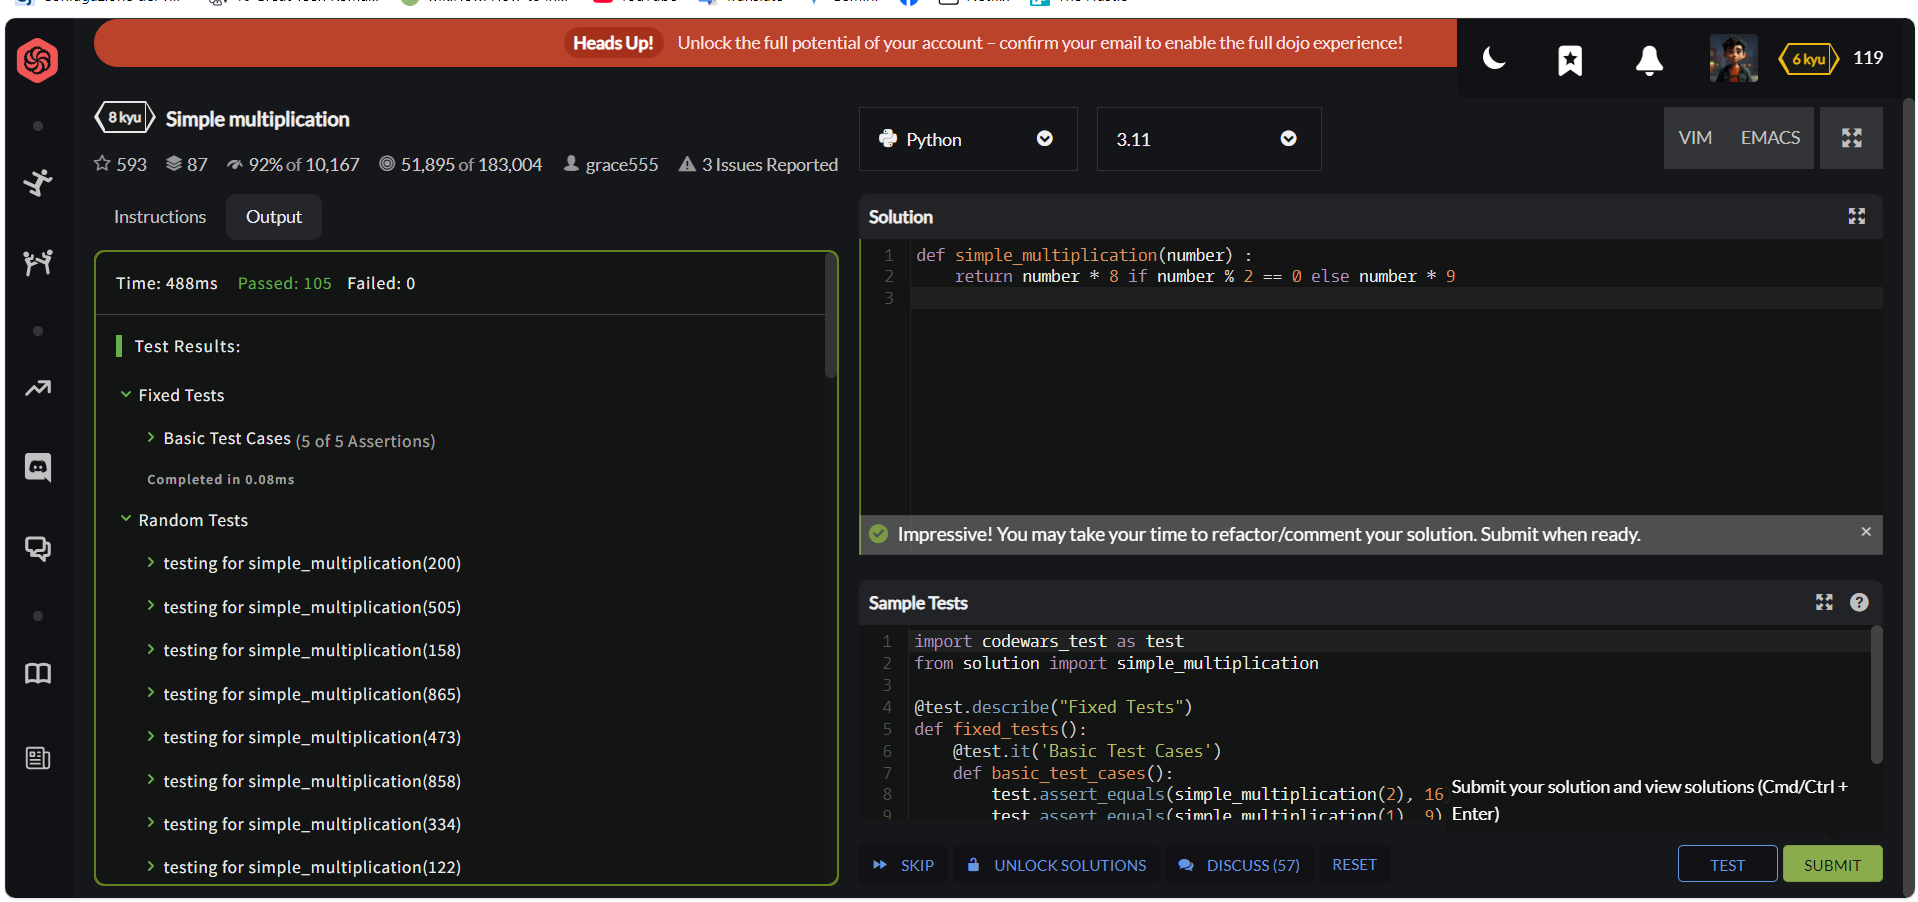 YouTube
Translate
Netflix
Heads Up! Unlock the full potential of your account – confirm your email to enable the full dojo experience!
6 kyu 119
8 kyu Simple multiplication
593 87 92% of 10,167 51,895 of 183,004 grace555 3 Issues Reported
Python
3.11
VIM EMACS
Instructions Output
Time: 488ms Passed: 105 Failed: 0
Test Results:
Fixed Tests
Basic Test Cases (5 of 5 Assertions)
Completed in 0.08ms
Random Tests
testing for simple_multiplication(200)
testing for simple_multiplication(505)
testing for simple_multiplication(158)
testing for simple_multiplication(865)
testing for simple_multiplication(473)
testing for simple_multiplication(858)
testing for simple_multiplication(334)
testing for simple_multiplication(122)
Solution
1 def simple_multiplication(number) :
2 return number * 8 if number % 2 == 0 else number * 9
3
Impressive! You may take your time to refactor/comment your solution. Submit when ready.
Sample Tests
1 import codewars_test as test
2 from solution import simple_multiplication
3
4 @test.describe("Fixed Tests")
5 def fixed_tests():
6 @test.it('Basic Test Cases')
7 def basic_test_cases():
8 test.assert_equals(simple_multiplication(2), 16
9 test.assert_equals(simple_multiplication(1), 9)
Submit your solution and view solutions (Cmd/Ctrl +
Enter)
SKIP UNLOCK SOLUTIONS DISCUSS (57) RESET
TEST SUBMIT